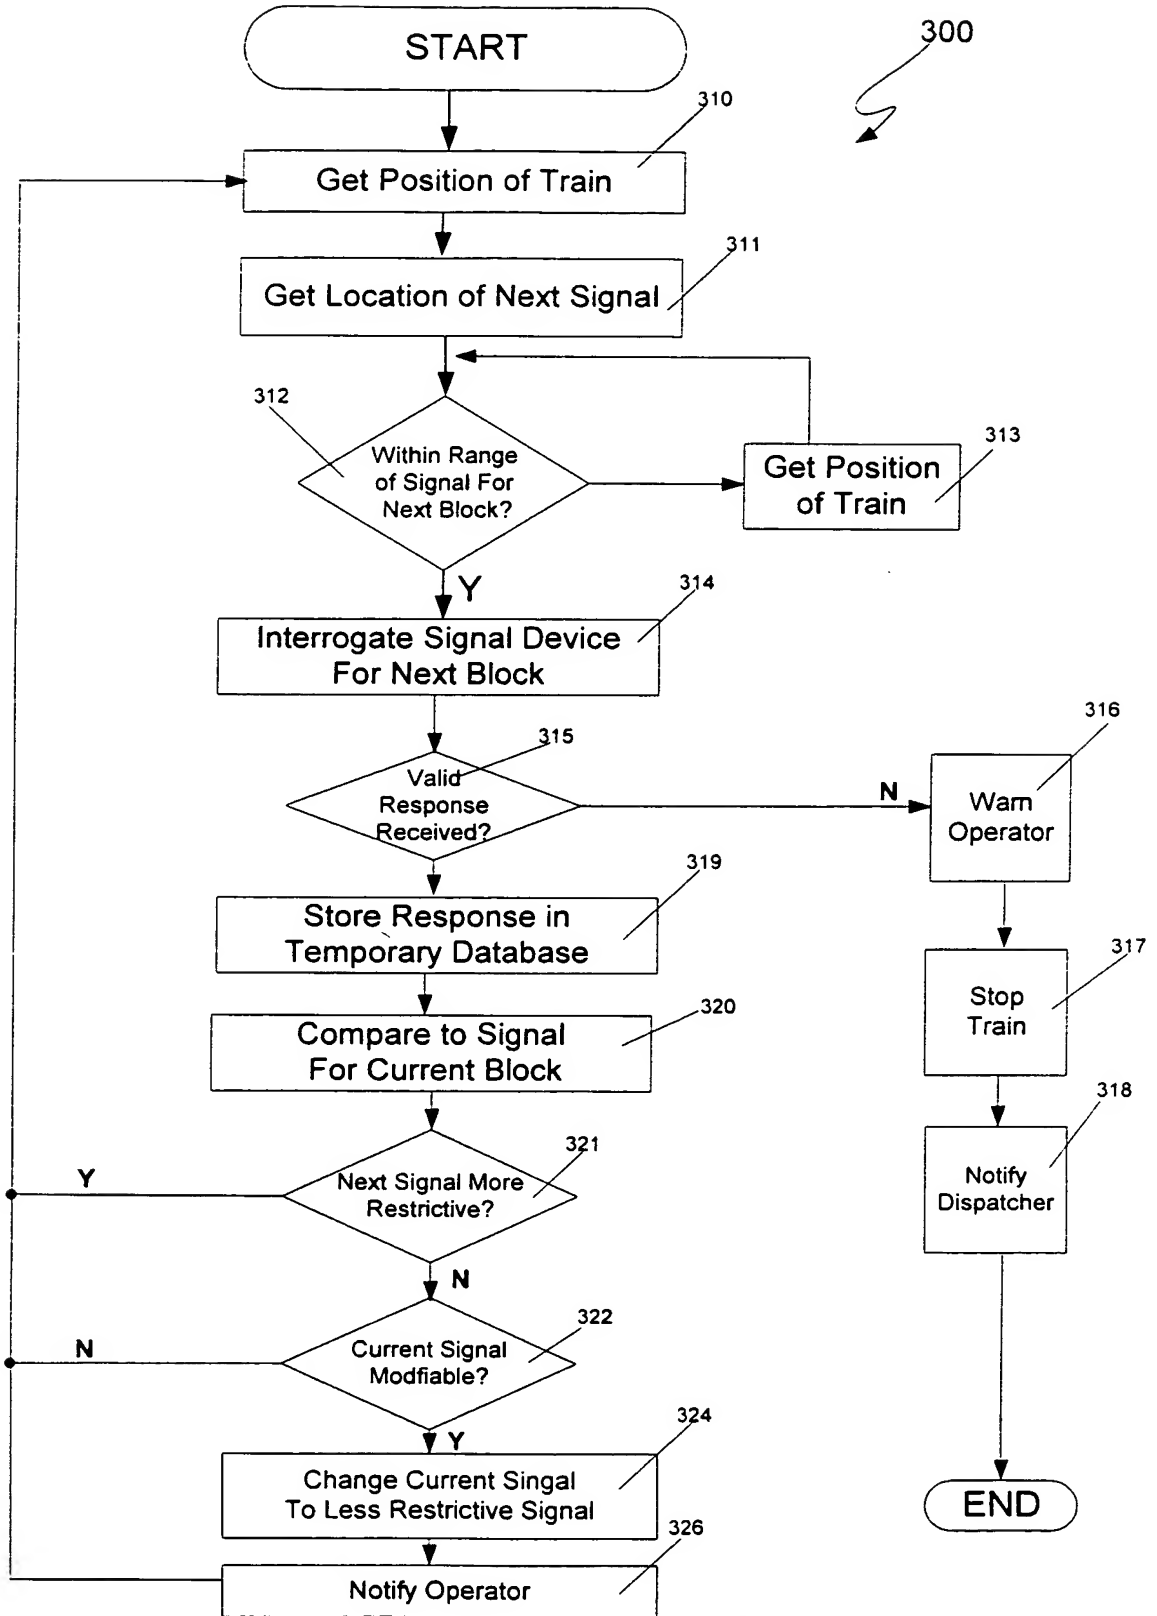 START
300
310
Get Position of Train
311
Get Location of Next Signal
312
Within Range
of Signal For
Next Block?
313
Get Position
of Train
Y
314
Interrogate Signal Device
For Next Block
315
Valid
Response
Received?
N
316
Warn
Operator
319
Store Response in
Temporary Database
317
Stop
Train
320
Compare to Signal
For Current Block
318
Notify
Dispatcher
321
Next Signal More
Restrictive?
Y
N
322
Current Signal
Modfiable?
N
Y
324
Change Current Singal
To Less Restrictive Signal
END
326
Notify Operator